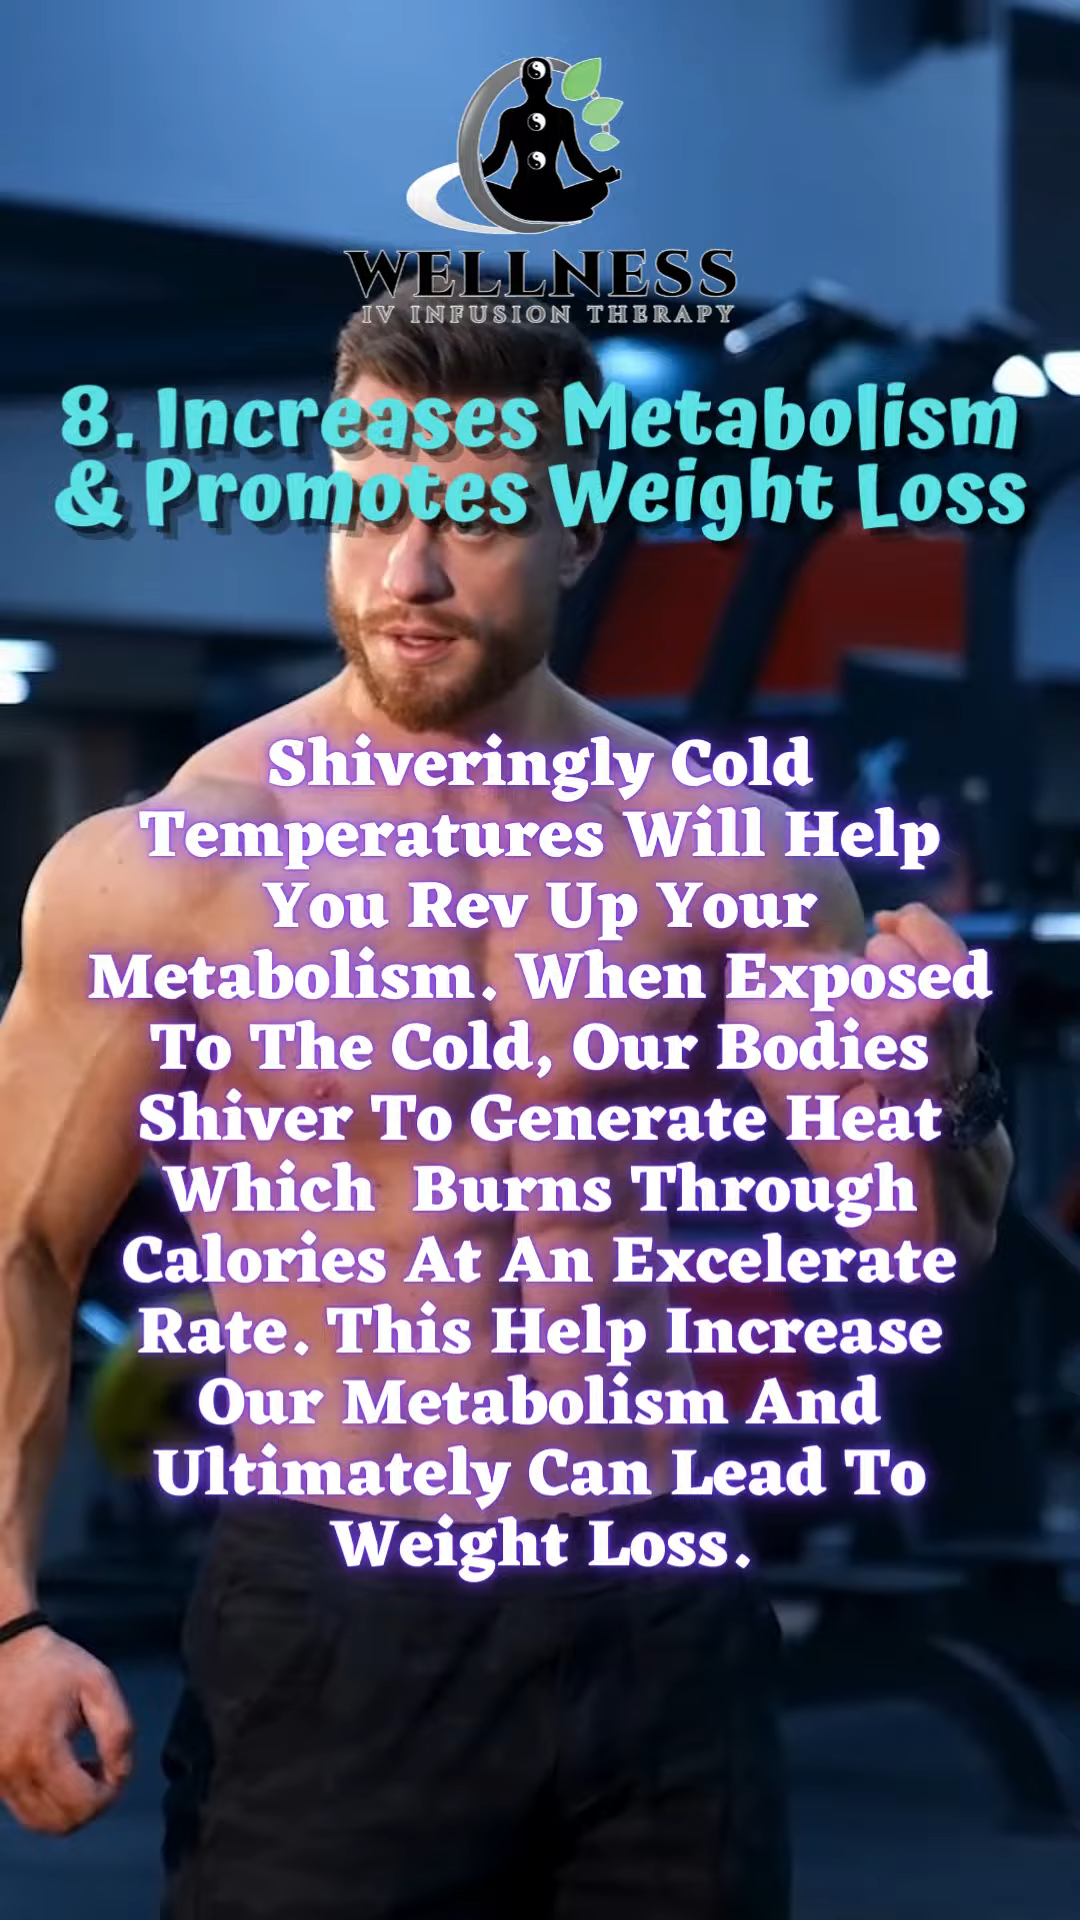 WELLNESS
IV INFUSION THERAPY
8. Increases Metabolism
& Promotes Weight Loss
Shiveringly Cold
Temperatures Will Help
You Rev Up Your
Metabolism. When Exposed
To The Cold, Our Bodies
Shiver To Generate Heat
Which  Burns Through
Calories At An Excelerate
Rate. This Help Increase
Our Metabolism And
Ultimately Can Lead To
Weight Loss.